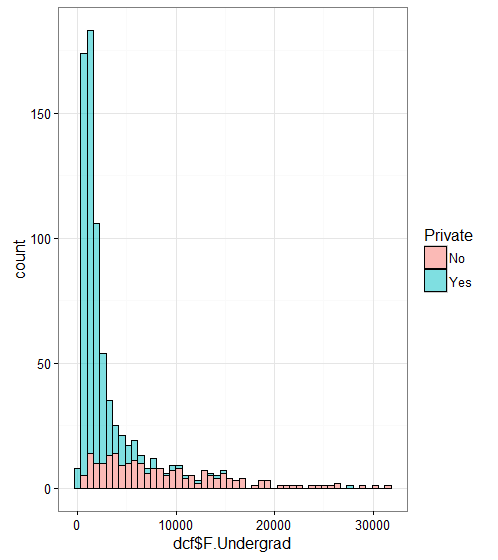 150
100
50
0
count
0 10000 20000 30000
dcf$F.Undergrad
Private
No
Yes